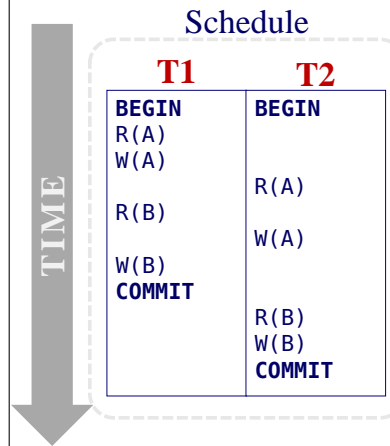 Schedule
TIME
T1 T2
BEGIN BEGIN
R(A)
W(A)
R(A)
R(B)
W(A)
W(B)
COMMIT
R(B)
W(B)
COMMIT